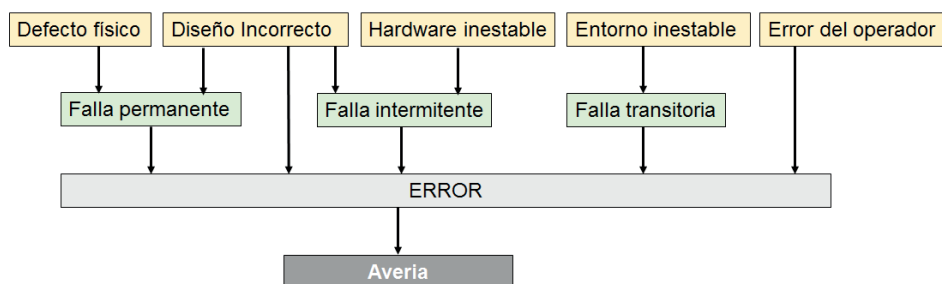 Defecto físico
Diseño Incorrecto
Hardware inestable
Entorno inestable
Error del operador
Falla permanente
Falla intermitente
Falla transitoria
ERROR
Averia